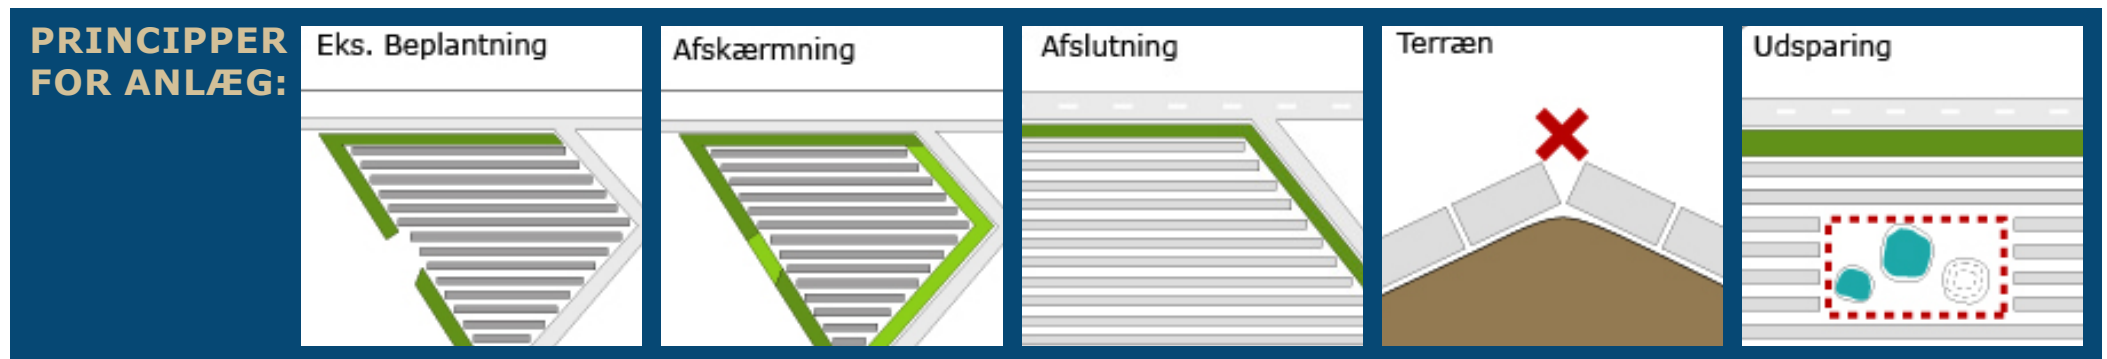 PRINCIPPER
FOR ANLÆG:
Eks. Beplantning
Afskærmning
Afslutning
Terræn
Udsparing